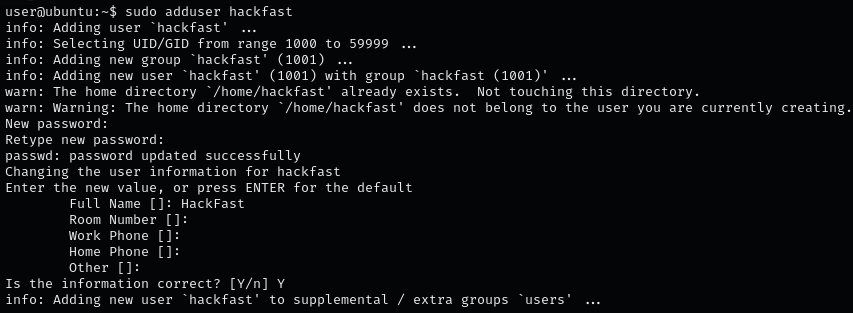 user@ubuntu:~$ sudo adduser hackfast
info: Adding user `hackfast' ...
info: Selecting UID/GID from range 1000 to 59999 ...
info: Adding new group `hackfast' (1001) ...
info: Adding new user `hackfast' (1001) with group `hackfast (1001)' ...
warn: The home directory `/home/hackfast' already exists.  Not touching this directory.
warn: Warning: The home directory `/home/hackfast' does not belong to the user you are currently creating.
New password:
Retype new password:
passwd: password updated successfully
Changing the user information for hackfast
Enter the new value, or press ENTER for the default
        Full Name []: HackFast
        Room Number []:
        Work Phone []:
        Home Phone []:
        Other []:
Is the information correct? [Y/n] Y
info: Adding new user `hackfast' to supplemental / extra groups `users' ...